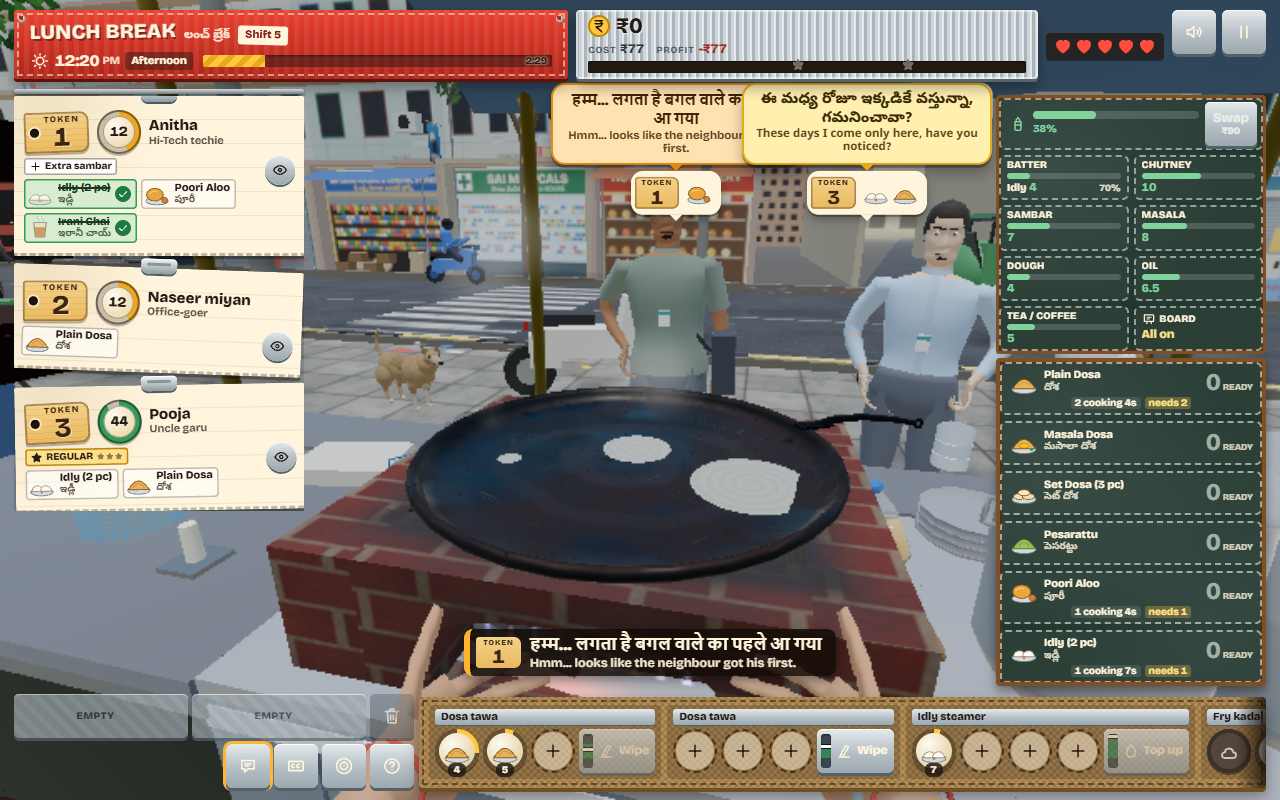 LUNCH BREAK లంచ్ బ్రేక్ Shift 5
12:20 PM Afternoon 2:29
₹ ₹0
COST ₹77 PROFIT -₹77
TOKEN 1 12 Anitha
Hi-Tech techie
+ Extra sambar
Idly (2 pc)
ఇడ్లీ
Poori Aloo
పూరీ
Irani Chai
ఇరానీ చాయ్
TOKEN 2 12 Naseer miyan
Office-goer
Plain Dosa
దోశ
TOKEN 3 44 Pooja
Uncle garu
REGULAR
Idly (2 pc)
ఇడ్లీ
Plain Dosa
దోశ
हम्म... लगता है बगल वाले क
आ गया
Hmm... looks like the neighbour
first.
ఈ మధ్య రోజూ ఇక్కడికే వస్తున్నా,
గమనించావా?
These days I come only here, have you
noticed?
TOKEN 1
TOKEN 3
SAI MEDICALS
38%
Swap
₹90
BATTER
Idly 4 70%
CHUTNEY
10
SAMBAR
7
MASALA
8
DOUGH
4
OIL
6.5
TEA / COFFEE
5
BOARD
All on
Plain Dosa
దోశ
0 READY
2 cooking 4s needs 2
Masala Dosa
మసాలా దోశ
0 READY
Set Dosa (3 pc)
సెట్ దోశ
0 READY
Pesarattu
పెసరట్టు
0 READY
Poori Aloo
పూరీ
0 READY
1 cooking 4s needs 1
Idly (2 pc)
ఇడ్లీ
0 READY
1 cooking 7s needs 1
TOKEN 1
हम्म... लगता है बगल वाले का पहले आ गया
Hmm... looks like the neighbour got his first.
EMPTY
EMPTY
CC
Dosa tawa
4 5 Wipe
Dosa tawa
Wipe
Idly steamer
7 Top up
Fry kadai